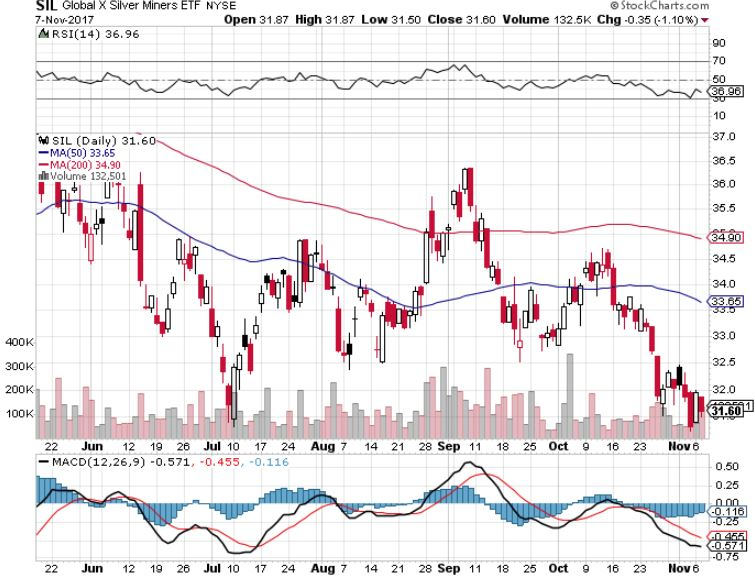 SIL Global X Silver Miners ETF NYSE © StockCharts.com
7-Nov-2017 Open 31.87 High 31.87 Low 31.50 Close 31.60 Volume 132.5K Chg -0.35 (-1.10%)
RSI(14) 36.96
90
70
50
36.96
30
10
SIL (Daily) 31.60
MA(50) 33.65
MA(200) 34.90
Volume 132,501
37.0
36.5
36.0
35.5
34.90
34.5
34.0
33.65
33.5
33.0
32.5
32.0
31.60
400K
300K
200K
100K
22 Jun 12 19 26 Jul 10 17 24 Aug 7 14 21 28 Sep 11 18 25 Oct 9 16 23 Nov 6
MACD(12,26,9) -0.571, -0.455, -0.116
0.50
0.25
0.00
-0.116
-0.25
-0.455
-0.571
-0.75
22 Jun 12 19 26 Jul 10 17 24 Aug 7 14 21 28 Sep 11 18 25 Oct 9 16 23 Nov 6